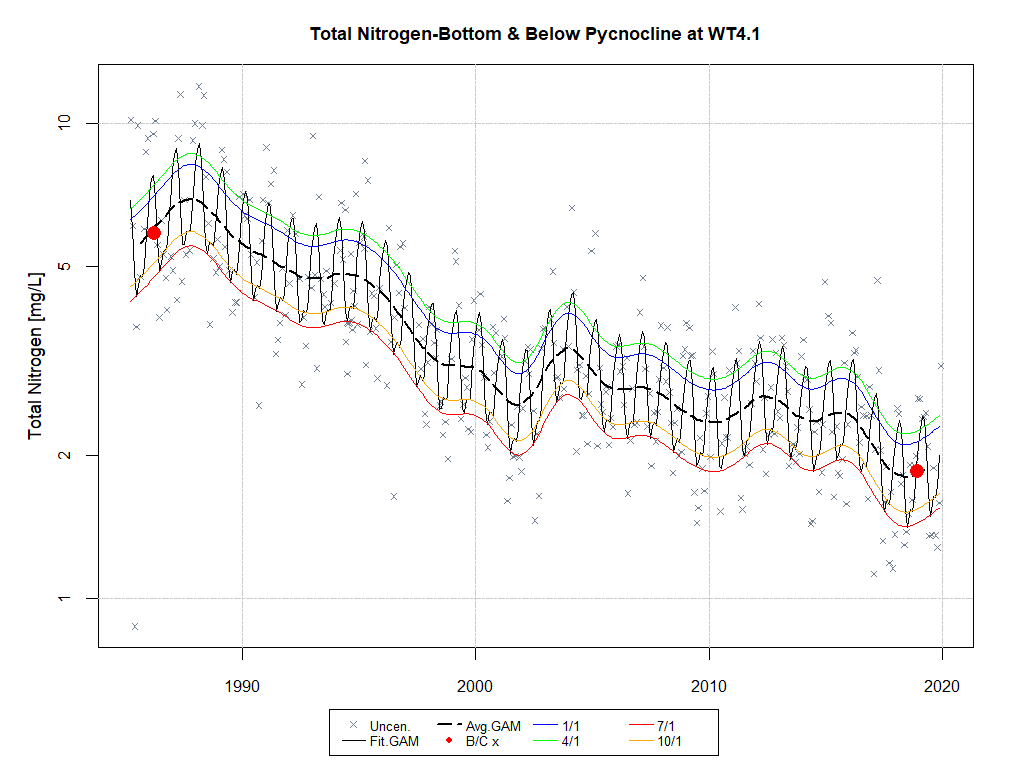 Total Nitrogen-Bottom & Below Pycnocline at WT4.1
Total Nitrogen [mg/L]
10
5
2
1
1990
2000
2010
2020
Uncen. Avg.GAM 1/1 7/1
Fit.GAM B/C x 4/1 10/1